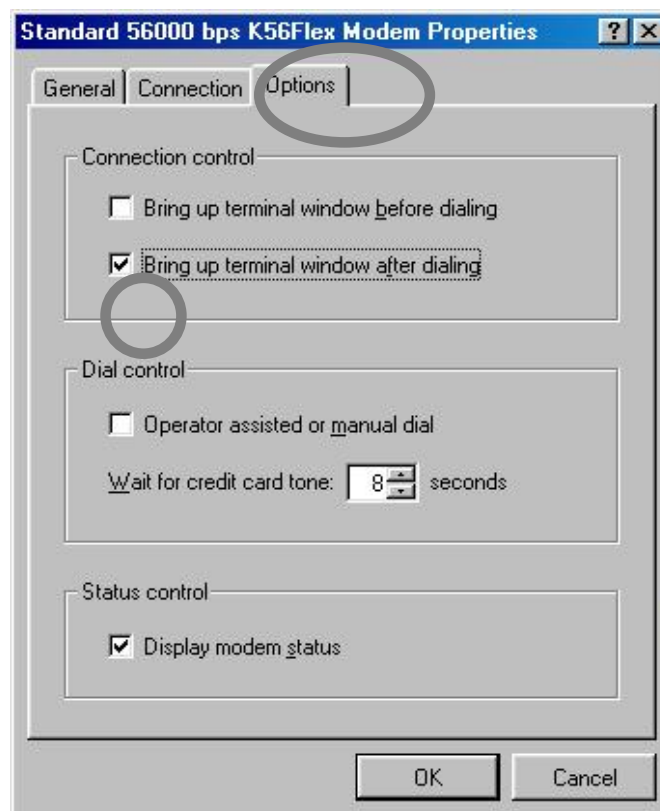 Standard 56000 bps K56Flex Modem Properties
General Connection Options
Connection control
Bring up terminal window before dialing
Bring up terminal window after dialing
Dial control
Operator assisted or manual dial
Wait for credit card tone: 8 seconds
Status control
Display modem status
OK Cancel